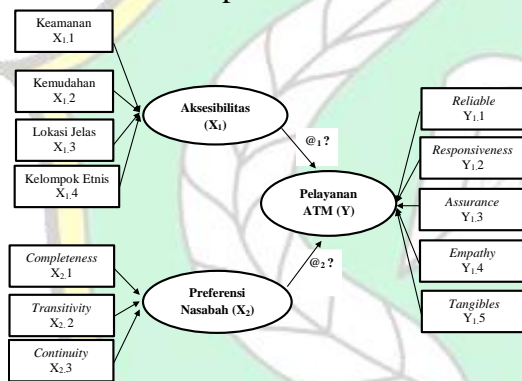 Keamanan
X1.1
Kemudahan
X1.2
Lokasi Jelas
X1.3
Kelompok Etnis
X1.4
Aksesibilitas
(X1)
@1 ?
Completeness
X2.1
Transitivity
X2.2
Continuity
X2.3
Preferensi
Nasabah (X2)
@2 ?
Pelayanan
ATM (Y)
Reliable
Y1.1
Responsiveness
Y1.2
Assurance
Y1.3
Empathy
Y1.4
Tangibles
Y1.5